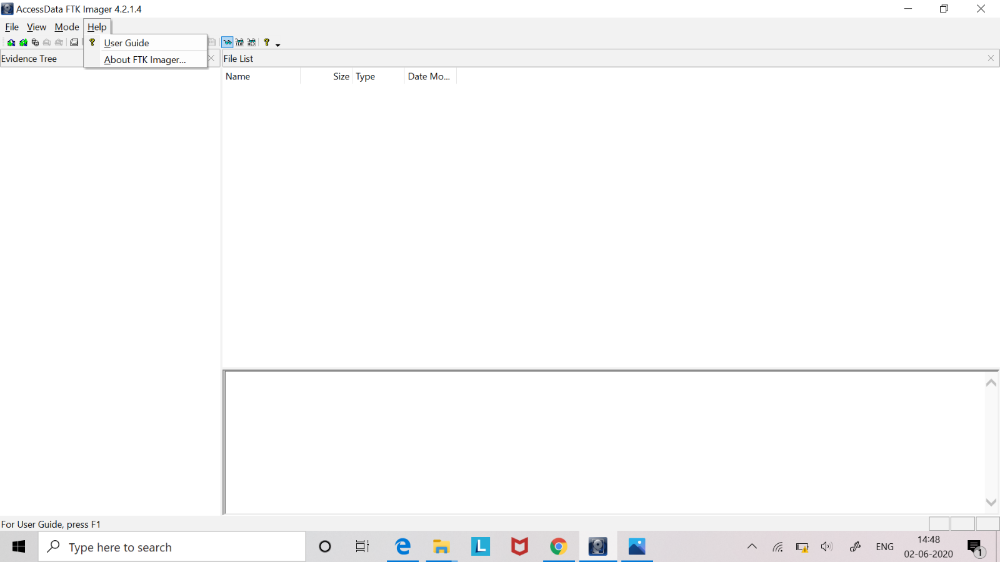 AccessData FTK Imager 4.2.1.4
File View Mode Help
User Guide
About FTK Imager...
Evidence Tree
File List
Name Size Type Date Mo...
For User Guide, press F1
Type here to search
ENG
14:48
02-06-2020
1